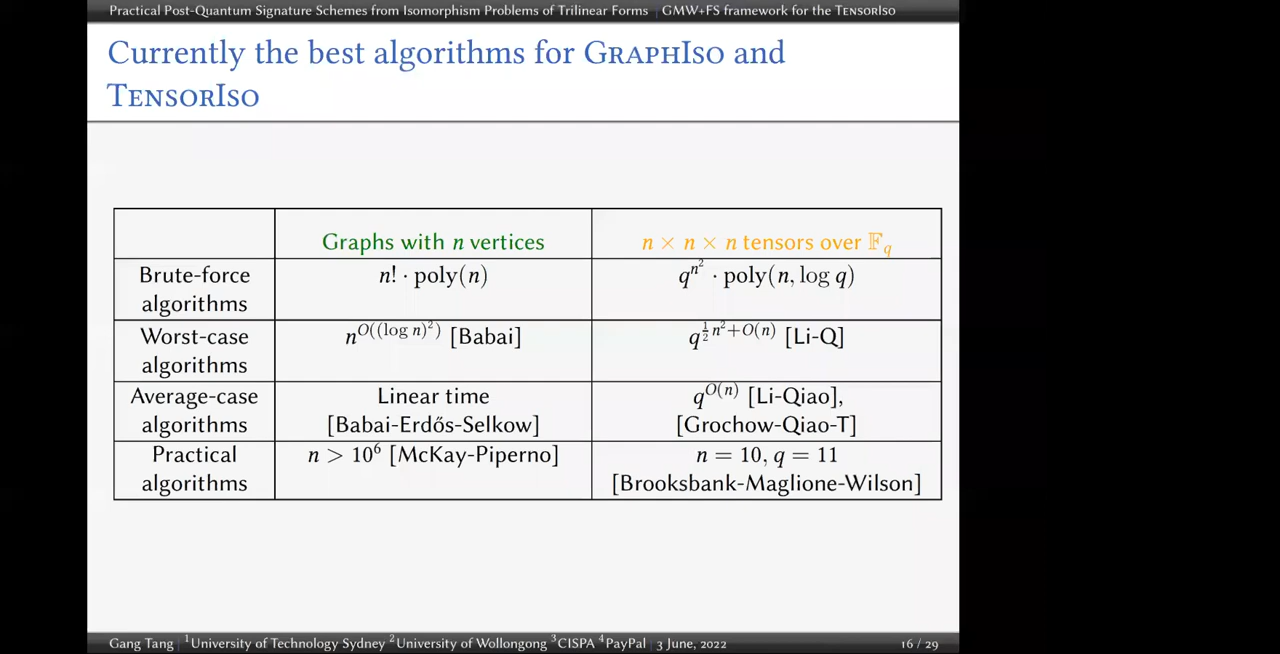 Practical Post-Quantum Signature Schemes from Isomorphism Problems of Trilinear Forms | GMW+FS framework for the TENSORISO
Currently the best algorithms for GRAPHISO and
TENSORISO
Graphs with n vertices
n × n × n tensors over 𝔽_q
Brute-force
algorithms
n! · poly(n)
q^{n^2} · poly(n, log q)
Worst-case
algorithms
n^{O((log n)^2)} [Babai]
q^{\frac{1}{2}n^2+O(n)} [Li-Q]
Average-case
algorithms
Linear time
[Babai-Erdős-Selkow]
q^{O(n)} [Li-Qiao],
[Grochow-Qiao-T]
Practical
algorithms
n > 10^6 [McKay-Piperno]
n = 10, q = 11
[Brooksbank-Maglione-Wilson]
Gang Tang | ^1University of Technology Sydney ^2University of Wollongong ^3CISPA ^4PayPal | 3 June, 2022
16 / 29